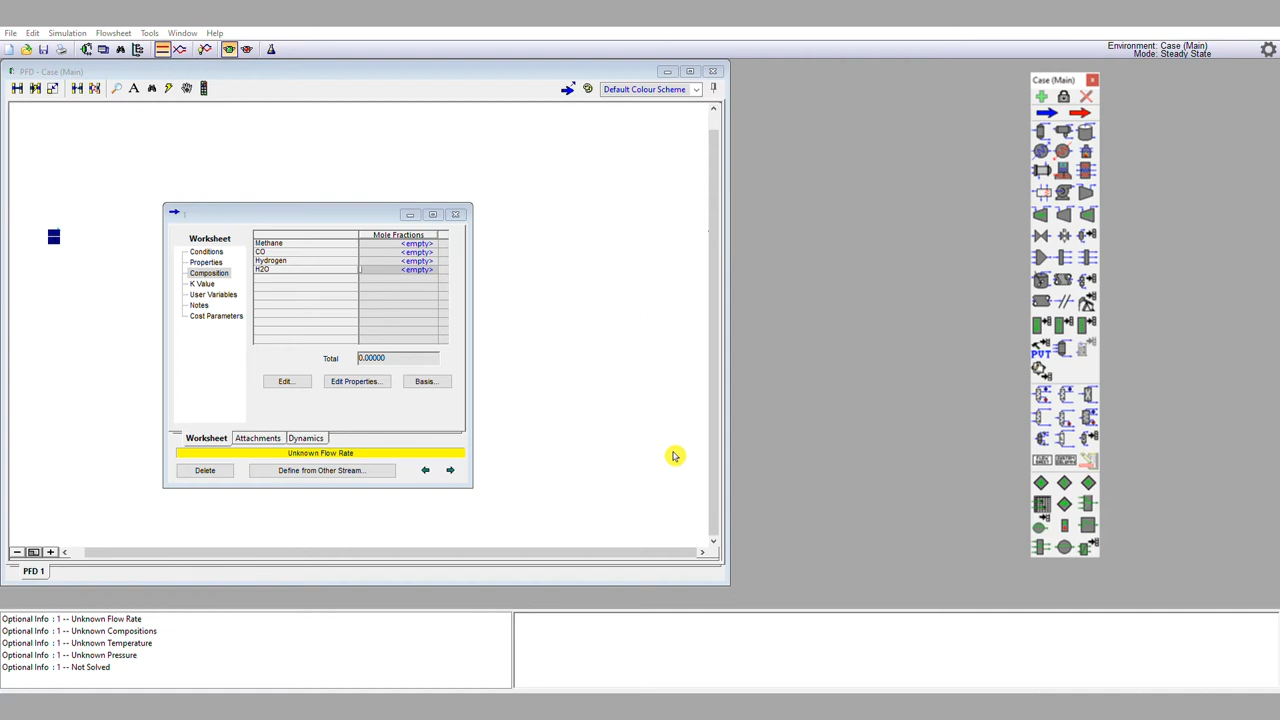 File Edit Simulation Flowsheet Tools Window Help
Environment: Case (Main)
Mode: Steady State
PFD - Case (Main)
Case (Main)
A
Default Colour Scheme
1
Worksheet
Conditions
Properties
Composition
K Value
User Variables
Notes
Cost Parameters
Mole Fractions
Methane <empty>
CO <empty>
Hydrogen <empty>
H2O <empty>
Total 0.00000
Edit... Edit Properties... Basis...
Worksheet Attachments Dynamics
Unknown Flow Rate
Delete Define from Other Stream...
PVT
PFD 1
Optional Info : 1 -- Unknown Flow Rate
Optional Info : 1 -- Unknown Compositions
Optional Info : 1 -- Unknown Temperature
Optional Info : 1 -- Unknown Pressure
Optional Info : 1 -- Not Solved